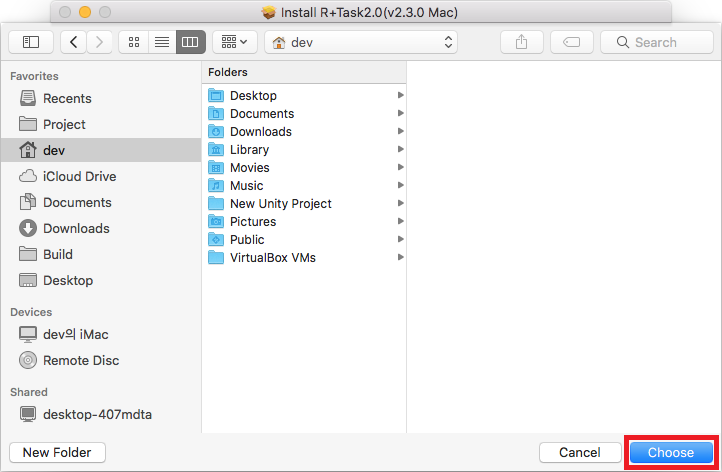 Install R+Task2.0(v2.3.0 Mac)
dev
Search
Favorites
Recents
Project
dev
iCloud Drive
Documents
Downloads
Build
Desktop
Devices
dev의 iMac
Remote Disc
Shared
desktop-407mdta
Folders
Desktop
Documents
Downloads
Library
Movies
Music
New Unity Project
Pictures
Public
VirtualBox VMs
New Folder
Cancel
Choose